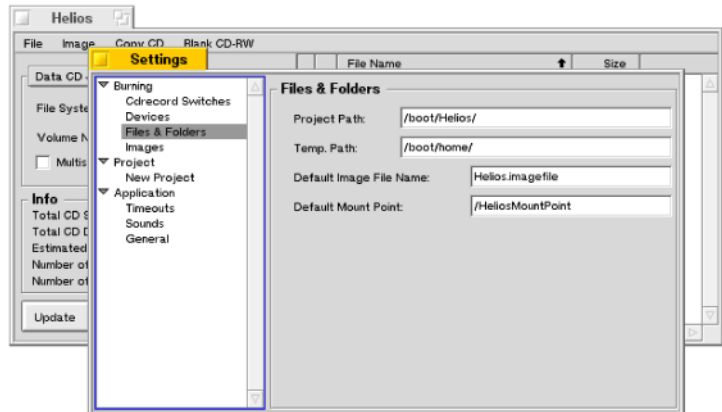 Helios
File Image Copy CD Blank CD-RW
Settings
File Name Size
Data CD
File Syste
Volume N
Multis
Info
Total CD S
Total CD D
Estimated
Number of
Number of
Update
Burning
Cdrecord Switches
Devices
Files & Folders
Images
Project
New Project
Application
Timeouts
Sounds
General
Files & Folders
Project Path: /boot/Helios/
Temp. Path: /boot/home/
Default Image File Name: Helios.imagefile
Default Mount Point: /HeliosMountPoint